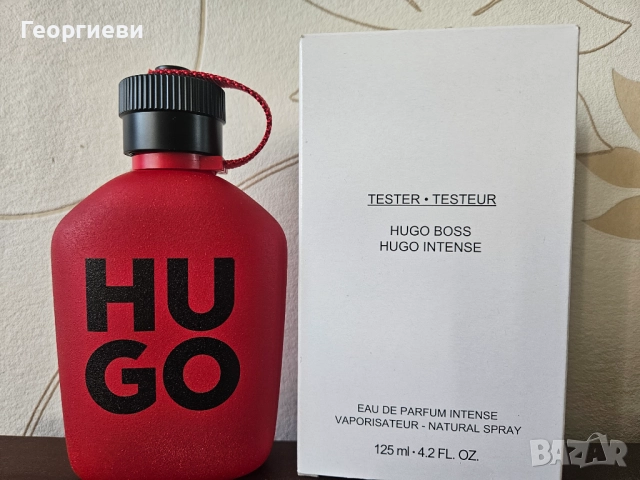 Георгиеви
HU
GO
TESTER • TESTEUR
HUGO BOSS
HUGO INTENSE
EAU DE PARFUM INTENSE
VAPORISATEUR - NATURAL SPRAY
125 ml · 4.2 FL. OZ.
BAZAR